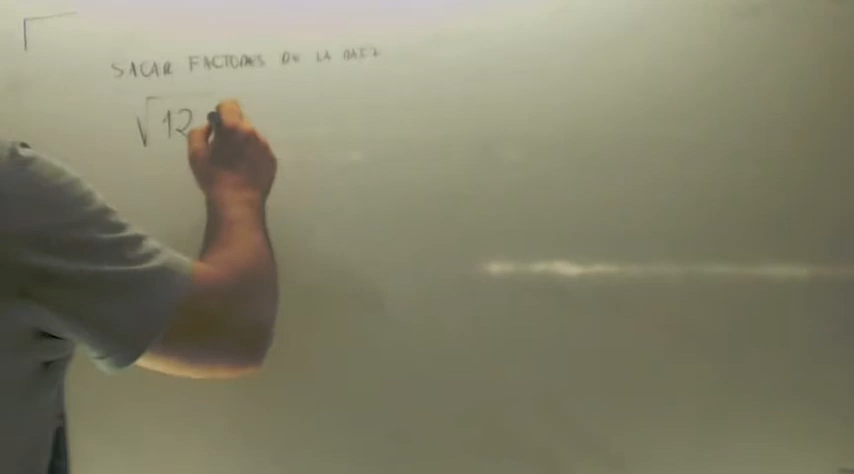 SACAR FACTORES DE LA RAIZ
√12